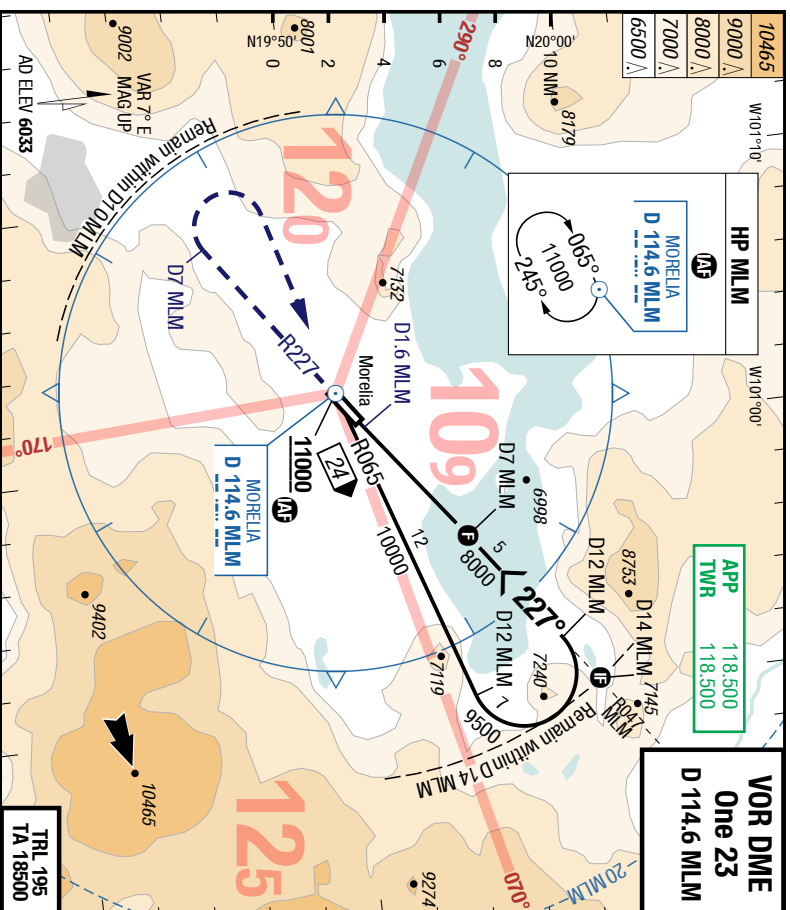 VOR DME
One 23
D 114.6 MLM
APP 118.500
TWR 118.500
TRL 195
TA 18500
HP MLM
IAF
MORELIA
D 114.6 MLM
065°
11000
245°
10465
9000
8000
7000
6500
W101°10'
W101°00'
N20°00'
N19°50'
10 NM
8
6
4
2
0
8179
8001
9002
VAR 7° E
MAG UP
AD ELEV 6033
Remain within D10 MLM
290°
120
109
125
170°
070°
7132
D7 MLM
R227
D1.6 MLM
Morelia
R065
24
11000
IAF
MORELIA
D 114.6 MLM
12
10000
D7 MLM
6998
F
5
8000
227°
D12 MLM
8753
D14 MLM
IF
7145
R047
MLM
7240
D12 MLM
7
9500
7119
Remain within D14 MLM
20 MLM
9402
10465
9274